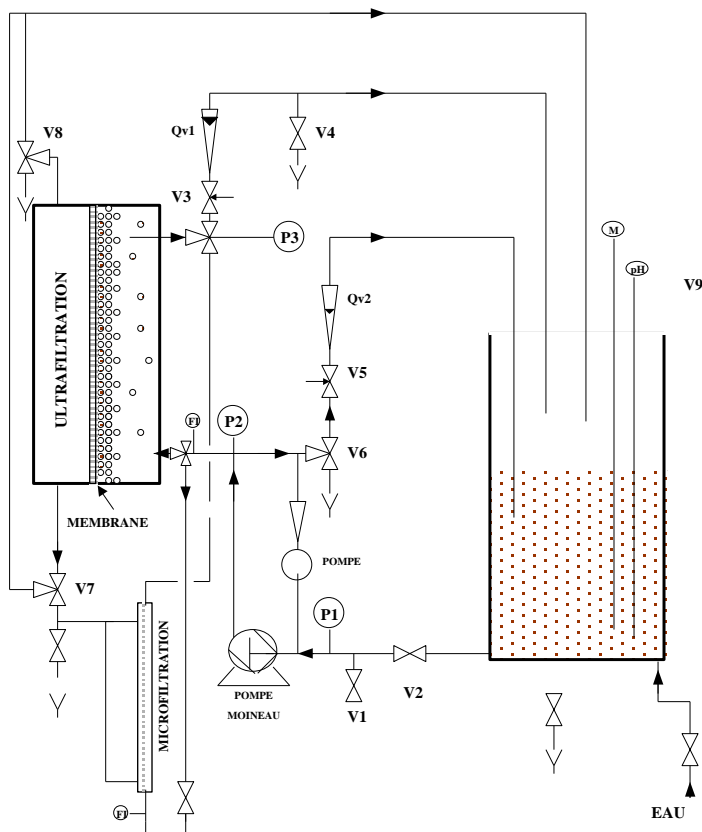 V8
Qv1
V4
V3
P3
M
pH
V9
ULTRAFILTRATION
Qv2
V5
FI
P2
V6
MEMBRANE
POMPE
V7
P1
MICROFILTRATION
POMPE
MOINEAU
V2
V1
FI
EAU